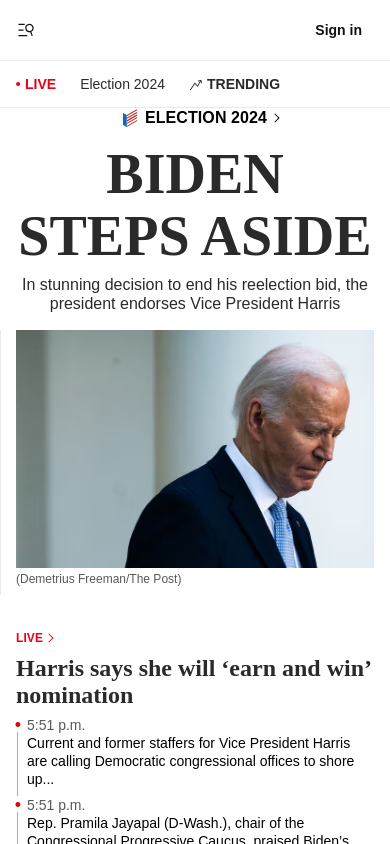 Sign in
• LIVE Election 2024 TRENDING
ELECTION 2024
BIDEN
STEPS ASIDE
In stunning decision to end his reelection bid, the
president endorses Vice President Harris
(Demetrius Freeman/The Post)
LIVE
Harris says she will ‘earn and win’
nomination
5:51 p.m.
Current and former staffers for Vice President Harris
are calling Democratic congressional offices to shore
up...
5:51 p.m.
Rep. Pramila Jayapal (D-Wash.), chair of the
Congressional Progressive Caucus, praised Biden’s